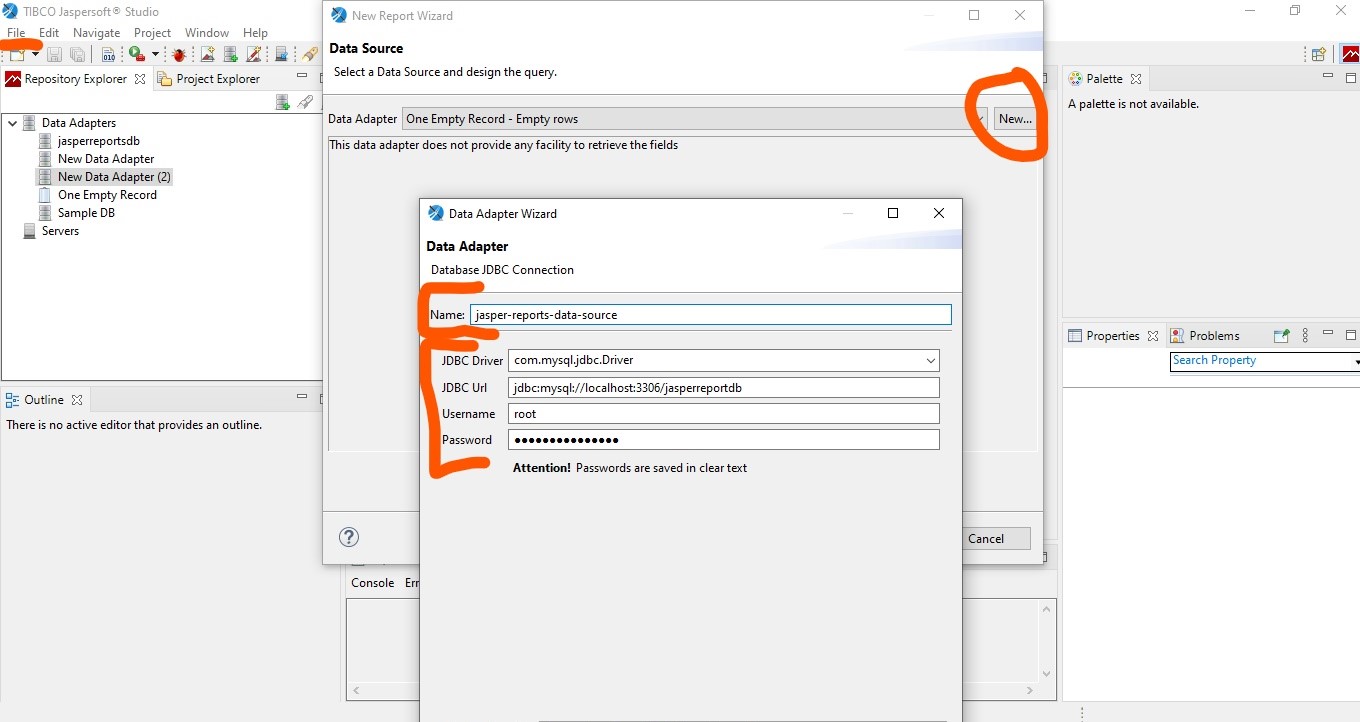 TIBCO Jaspersoft® Studio
File Edit Navigate Project Window Help
Repository Explorer
Project Explorer
Data Adapters
jasperreportsdb
New Data Adapter
New Data Adapter (2)
One Empty Record
Sample DB
Servers
Outline
There is no active editor that provides an outline.
New Report Wizard
Data Source
Select a Data Source and design the query.
Data Adapter One Empty Record - Empty rows New...
This data adapter does not provide any facility to retrieve the fields
Data Adapter Wizard
Data Adapter
Database JDBC Connection
Name: jasper-reports-data-source
JDBC Driver com.mysql.jdbc.Driver
JDBC Url jdbc:mysql://localhost:3306/jasperreportdb
Username root
Password ●●●●●●●●●●●●●●●
Attention! Passwords are saved in clear text
Cancel
Console Err
Palette
A palette is not available.
Properties Problems
Search Property